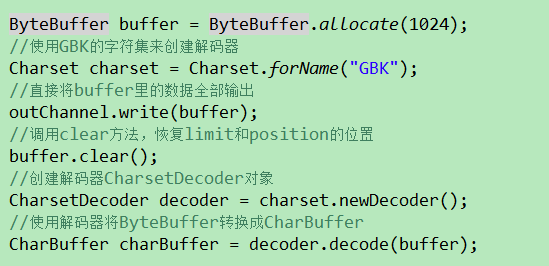 ByteBuffer buffer = ByteBuffer.allocate(1024);
//使用GBK的字符集来创建解码器
Charset charset = Charset.forName("GBK");
//直接将buffer里的数据全部输出
outChannel.write(buffer);
//调用clear方法，恢复limit和position的位置
buffer.clear();
//创建解码器CharsetDecoder对象
CharsetDecoder decoder = charset.newDecoder();
//使用解码器将ByteBuffer转换成CharBuffer
CharBuffer charBuffer = decoder.decode(buffer);